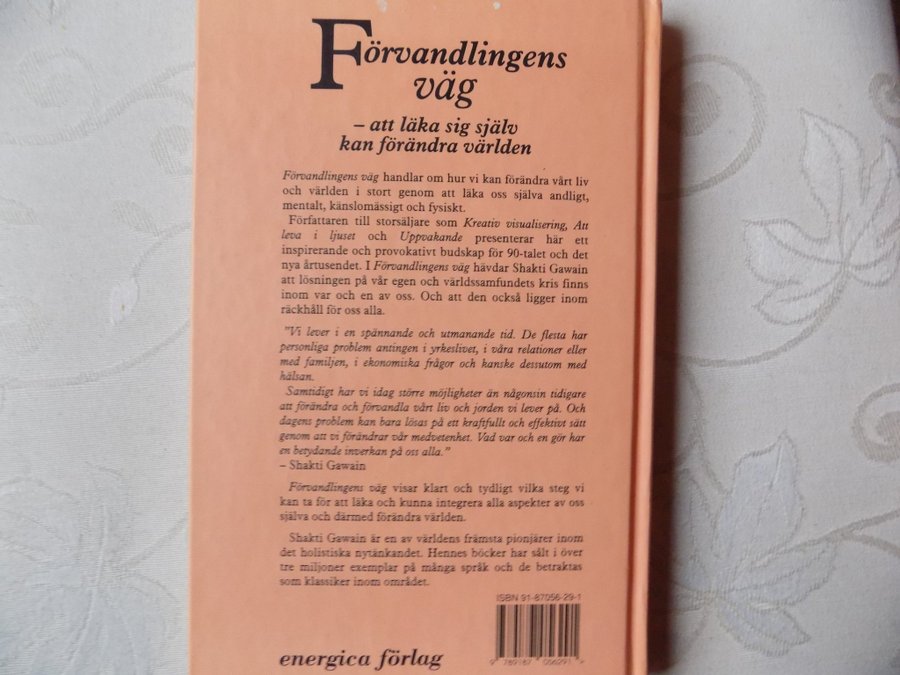 Förvandlingens
väg
– att läka sig själv
kan förändra världen
Förvandlingens väg handlar om hur vi kan förändra vårt liv
och världen i stort genom att läka oss själva andligt,
mentalt, känslomässigt och fysiskt.
Författaren till storsäljare som Kreativ visualisering, Att
leva i ljuset och Uppvakande presenterar här ett
inspirerande och provokativt budskap för 90-talet och det
nya årtusendet. I Förvandlingens väg hävdar Shakti Gawain
att lösningen på vår egen och världssamfundets kris finns
inom var och en av oss. Och att den också ligger inom
räckhåll för oss alla.
"Vi lever i en spännande och utmanande tid. De flesta har
personliga problem antingen i yrkeslivet, i våra relationer eller
med familjen, i ekonomiska frågor och kanske dessutom med
hälsan.
Samtidigt har vi idag större möjligheter än någonsin tidigare
att förändra och förvandla vårt liv och jorden vi lever på. Och
dagens problem kan bara lösas på ett kraftfullt och effektivt sätt
genom att vi förändrar vår medvetenhet. Vad var och en gör har
en betydande inverkan på oss alla."
– Shakti Gawain
Förvandlingens väg visar klart och tydligt vilka steg vi
kan ta för att läka och kunna integrera alla aspekter av oss
själva och därmed förändra världen.
Shakti Gawain är en av världens främsta pionjärer inom
det holistiska nytänkandet. Hennes böcker har sålt i över
tre miljoner exemplar på många språk och de betraktas
som klassiker inom området.
ISBN 91-87056-29-1
9 789187 056291 >
energica förlag